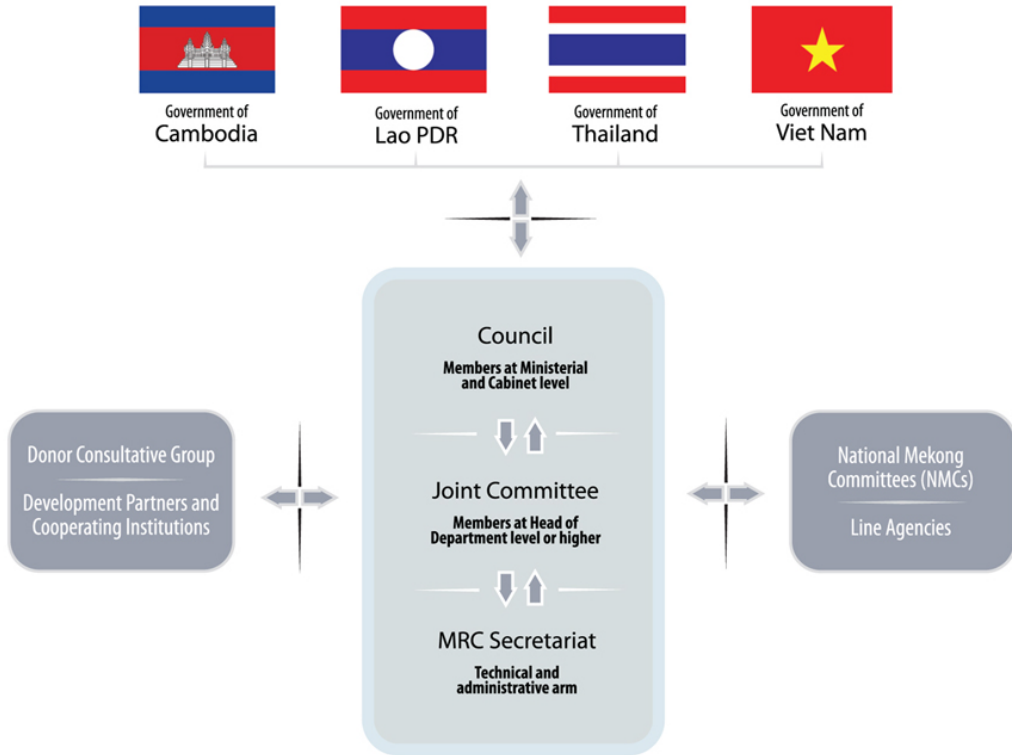 Government of
Cambodia
Government of
Lao PDR
Government of
Thailand
Government of
Viet Nam
Council
Members at Ministerial
and Cabinet level
Donor Consultative Group
Development Partners and
Cooperating Institutions
Joint Committee
Members at Head of
Department level or higher
National Mekong
Committees (NMCs)
Line Agencies
MRC Secretariat
Technical and
administrative arm